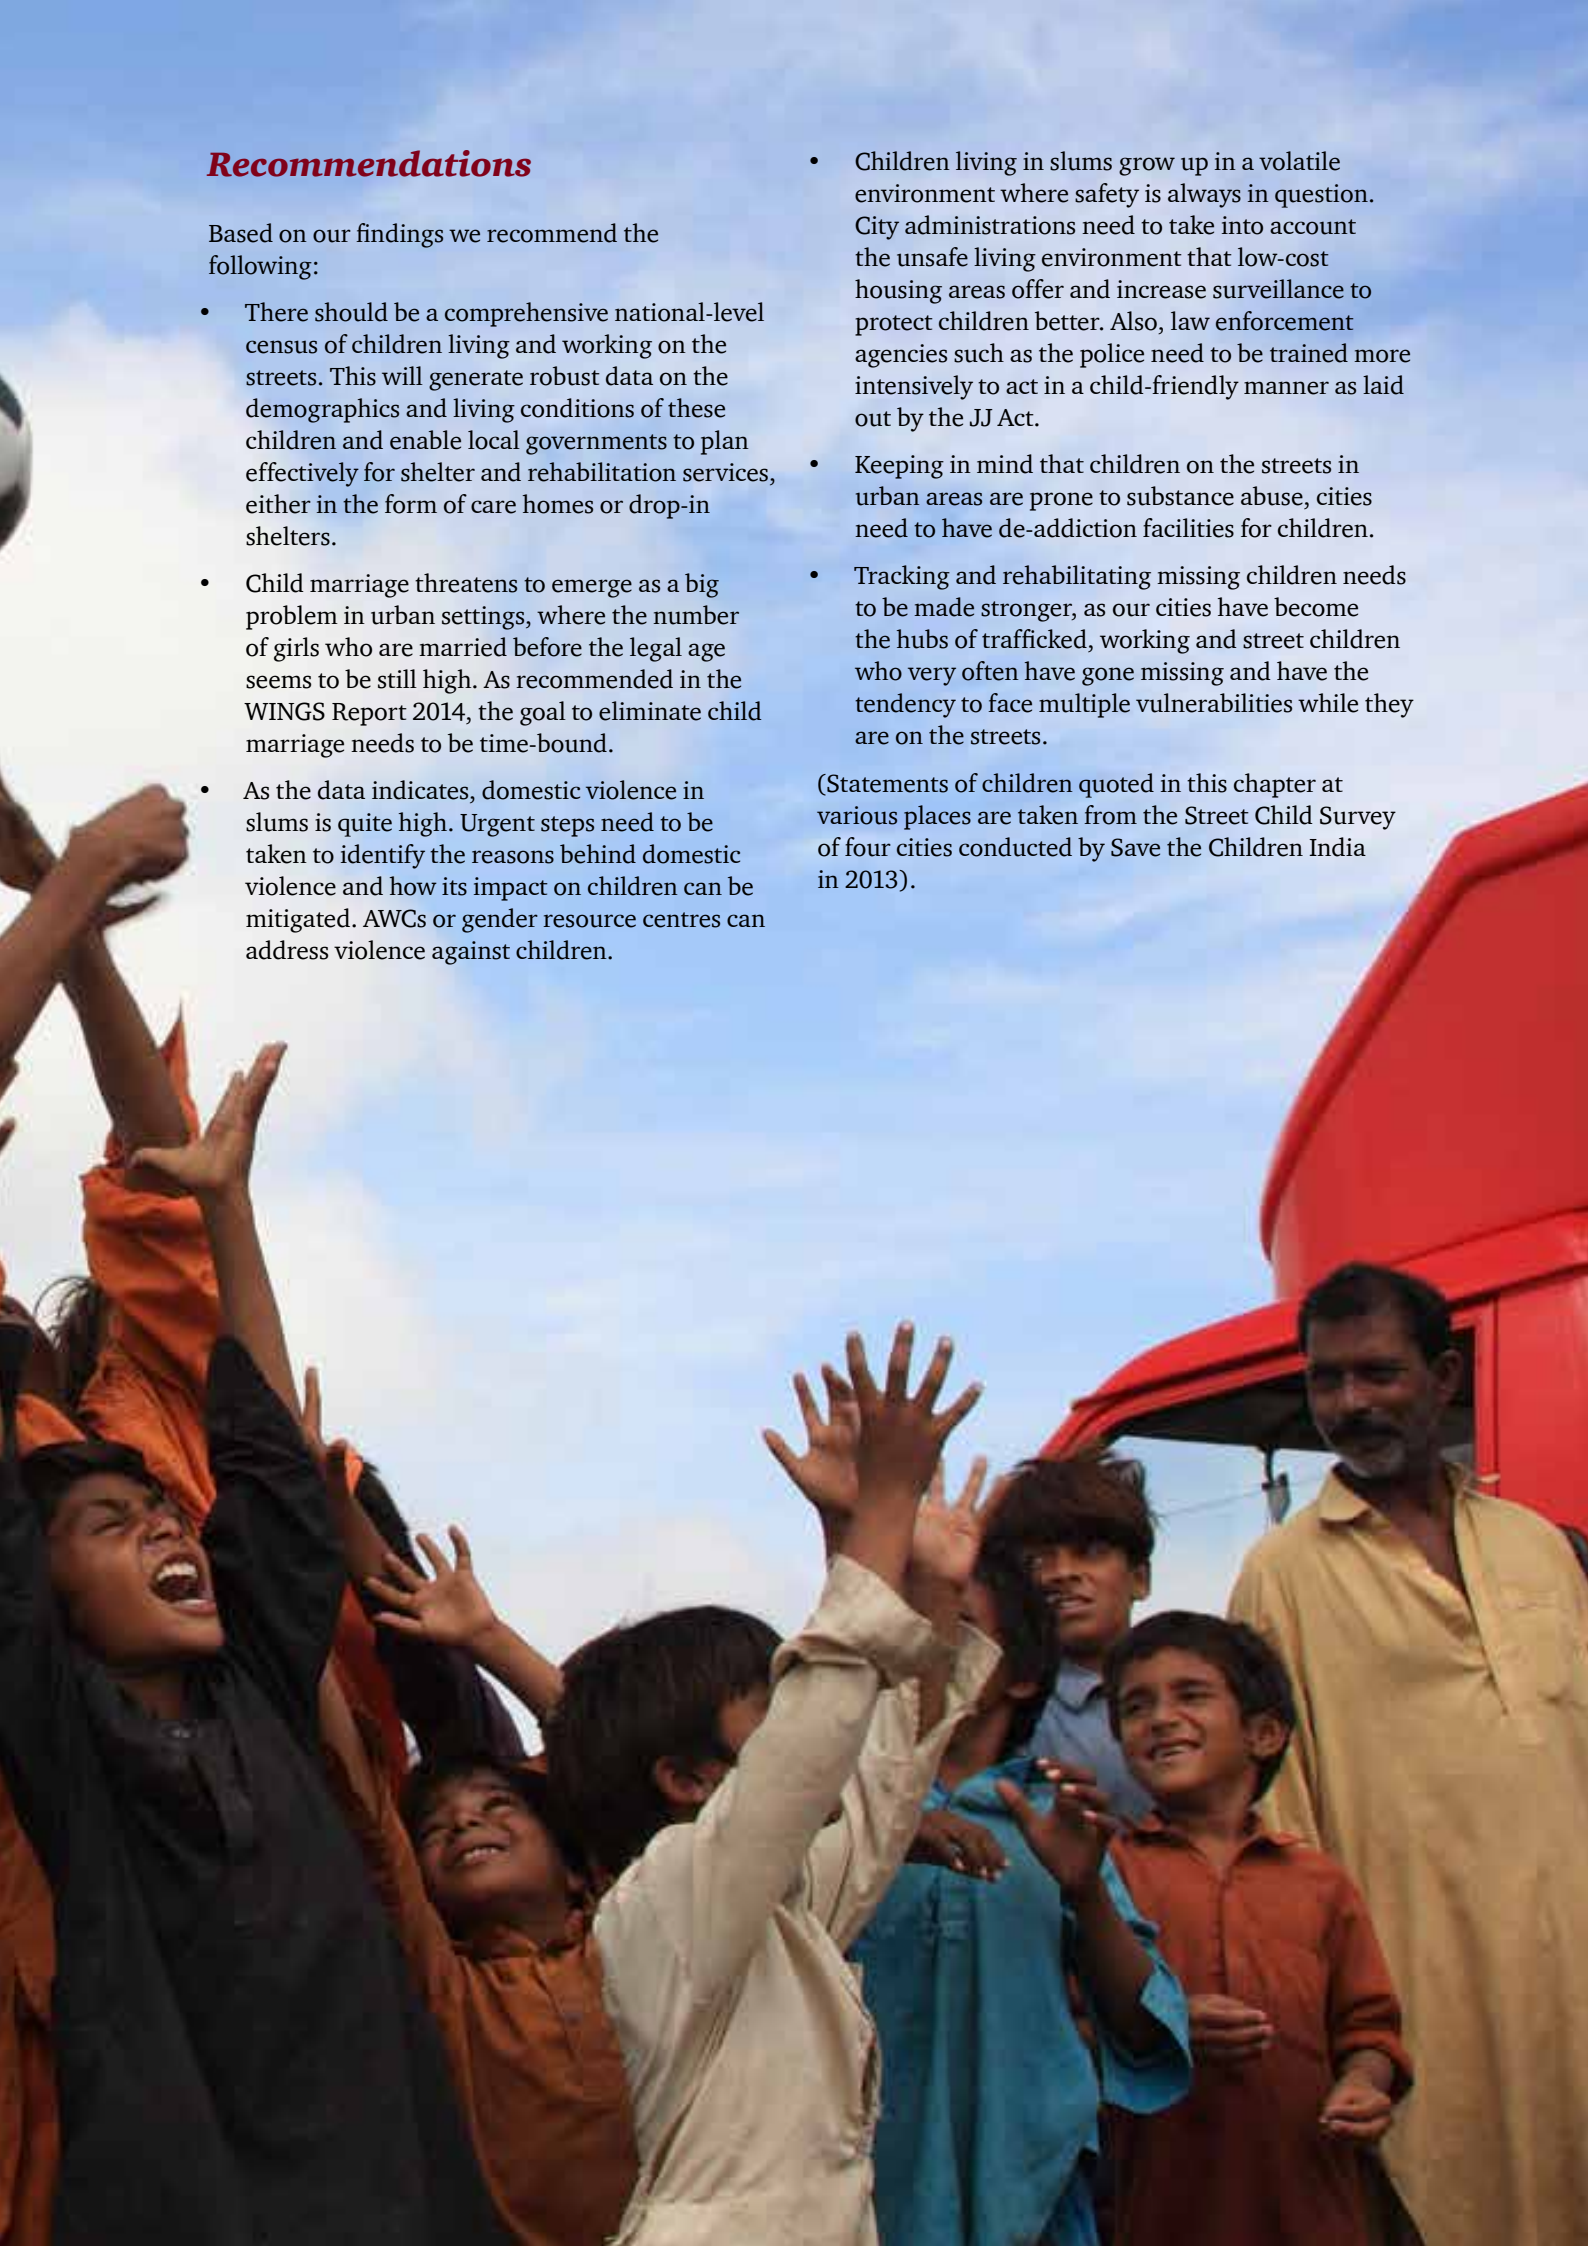 Recommendations
Based on our findings we recommend the
following:
• There should be a comprehensive national-level
census of children living and working on the
streets. This will generate robust data on the
demographics and living conditions of these
children and enable local governments to plan
effectively for shelter and rehabilitation services,
either in the form of care homes or drop-in
shelters.
• Child marriage threatens to emerge as a big
problem in urban settings, where the number
of girls who are married before the legal age
seems to be still high. As recommended in the
WINGS Report 2014, the goal to eliminate child
marriage needs to be time-bound.
• As the data indicates, domestic violence in
slums is quite high. Urgent steps need to be
taken to identify the reasons behind domestic
violence and how its impact on children can be
mitigated. AWCs or gender resource centres can
address violence against children.
• Children living in slums grow up in a volatile
environment where safety is always in question.
City administrations need to take into account
the unsafe living environment that low-cost
housing areas offer and increase surveillance to
protect children better. Also, law enforcement
agencies such as the police need to be trained more
intensively to act in a child-friendly manner as laid
out by the JJ Act.
• Keeping in mind that children on the streets in
urban areas are prone to substance abuse, cities
need to have de-addiction facilities for children.
• Tracking and rehabilitating missing children needs
to be made stronger, as our cities have become
the hubs of trafficked, working and street children
who very often have gone missing and have the
tendency to face multiple vulnerabilities while they
are on the streets.
(Statements of children quoted in this chapter at
various places are taken from the Street Child Survey
of four cities conducted by Save the Children India
in 2013).